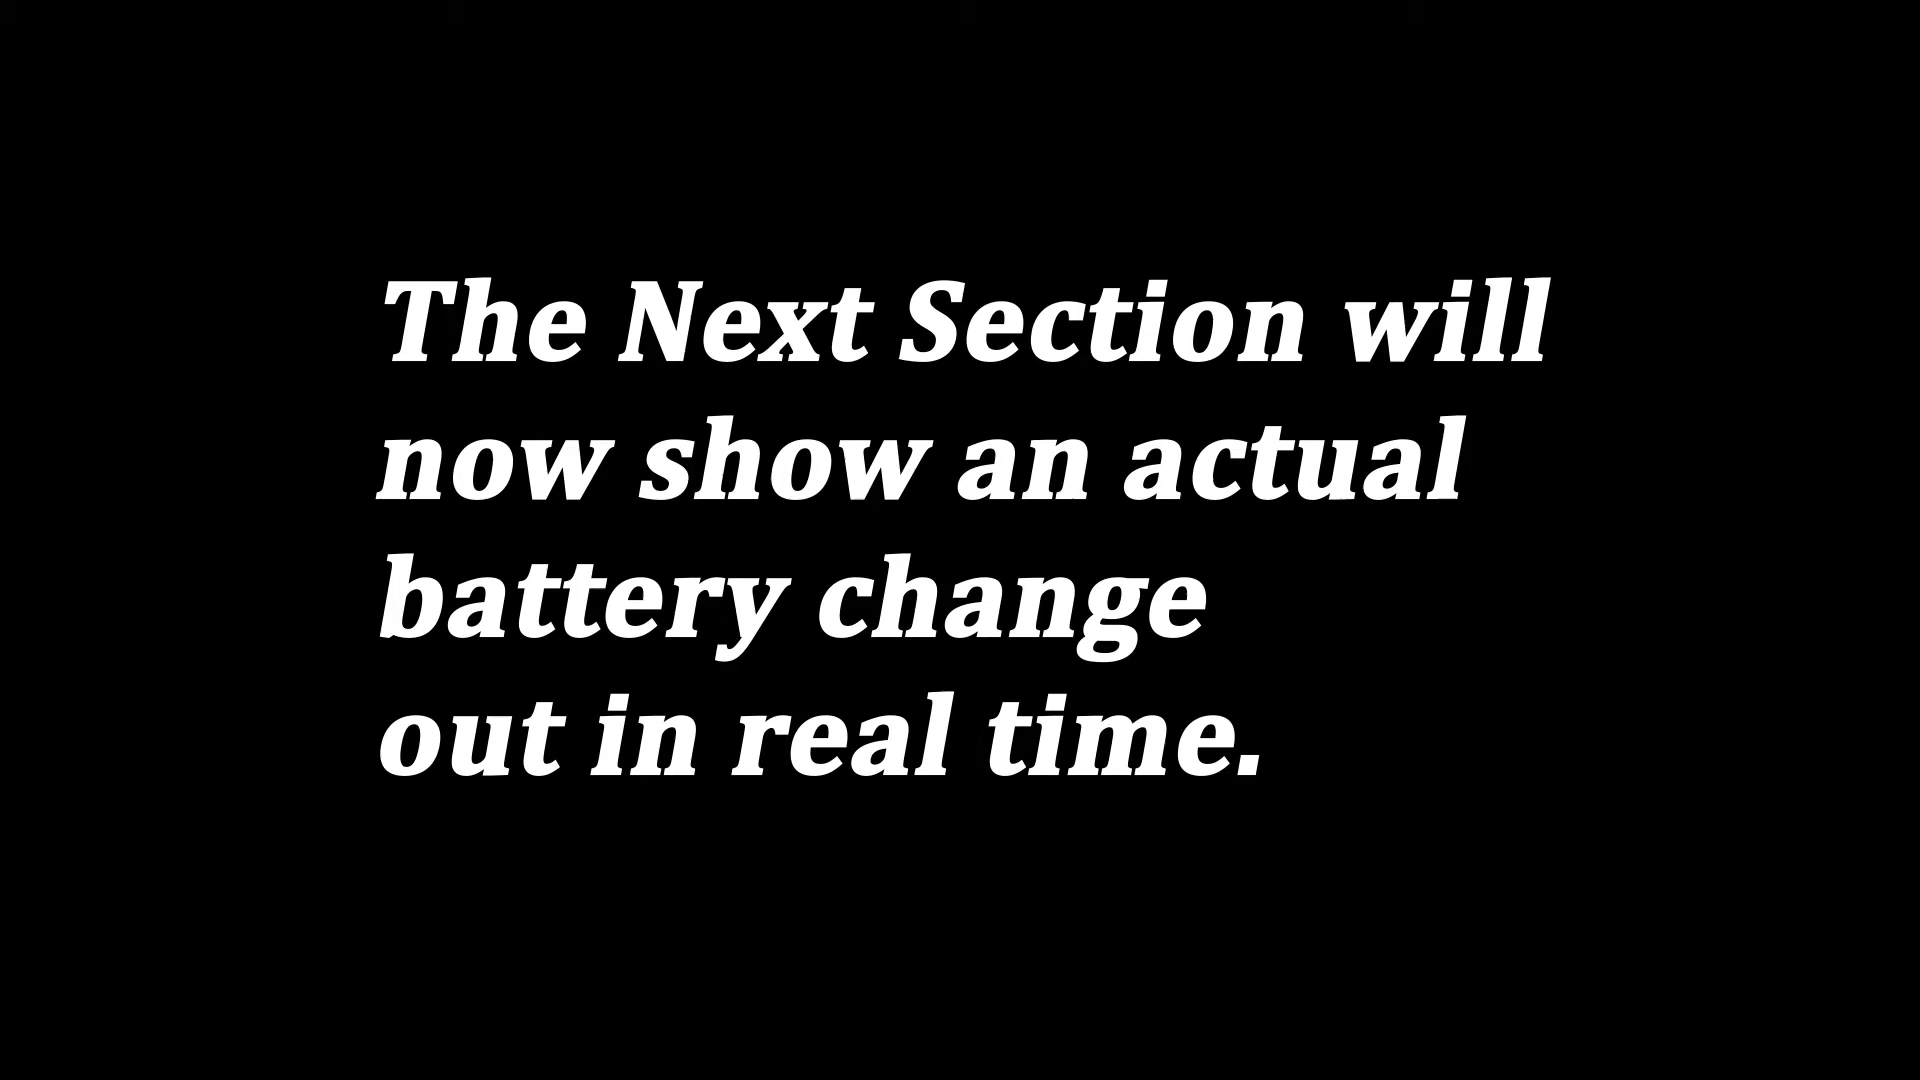 The Next Section will
now show an actual
battery change
out in real time.